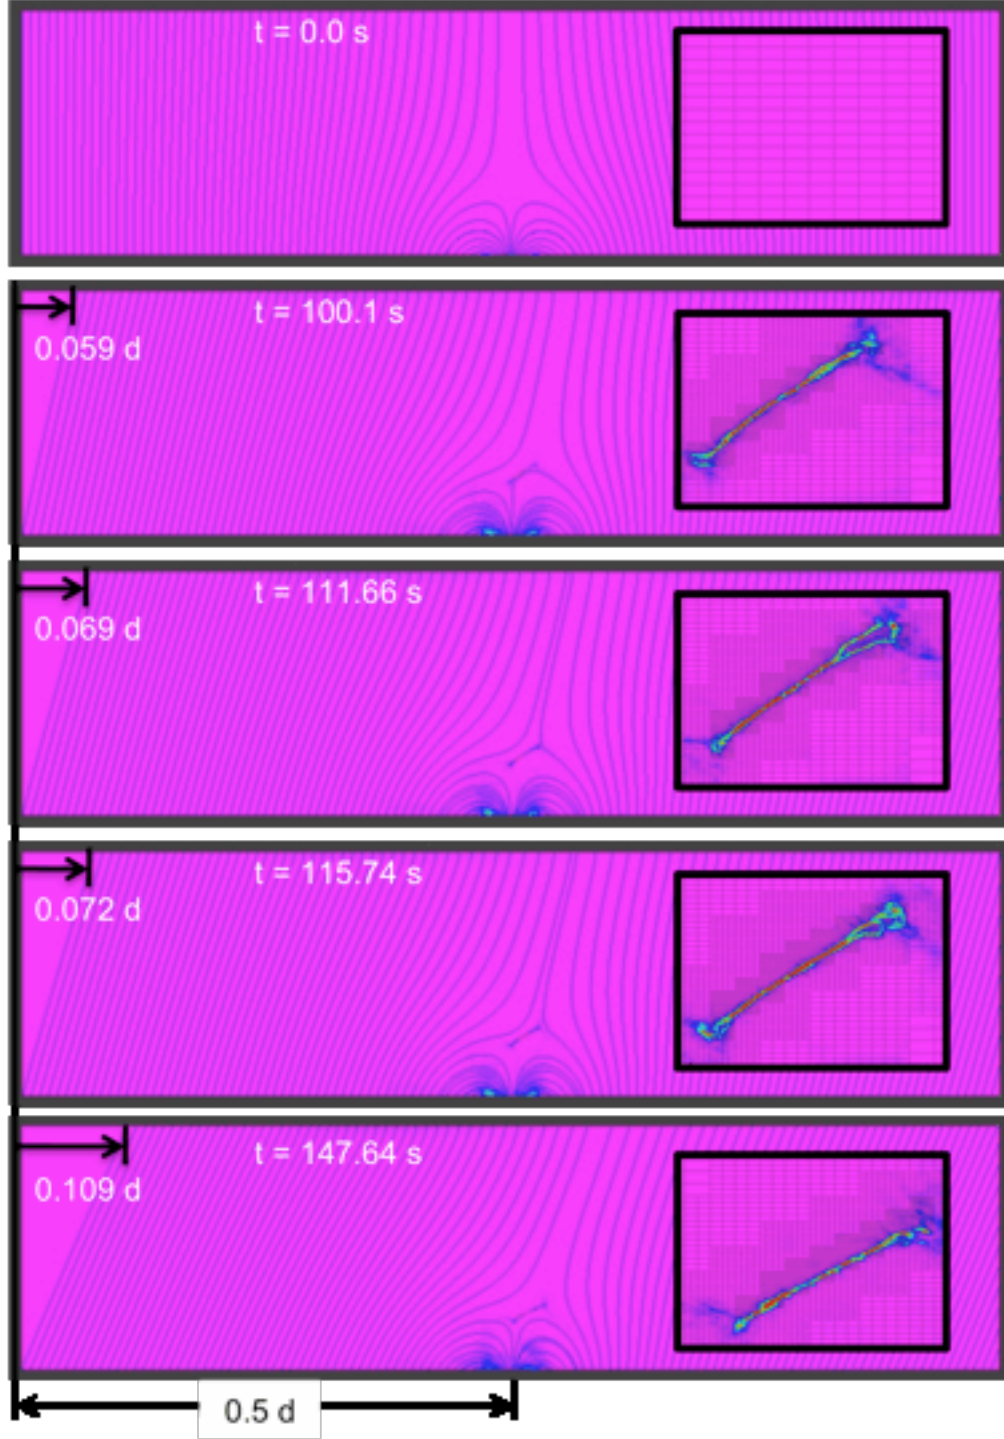 t = 0.0 s
t = 100.1 s
0.059 d
t = 111.66 s
0.069 d
t = 115.74 s
0.072 d
t = 147.64 s
0.109 d
0.5 d